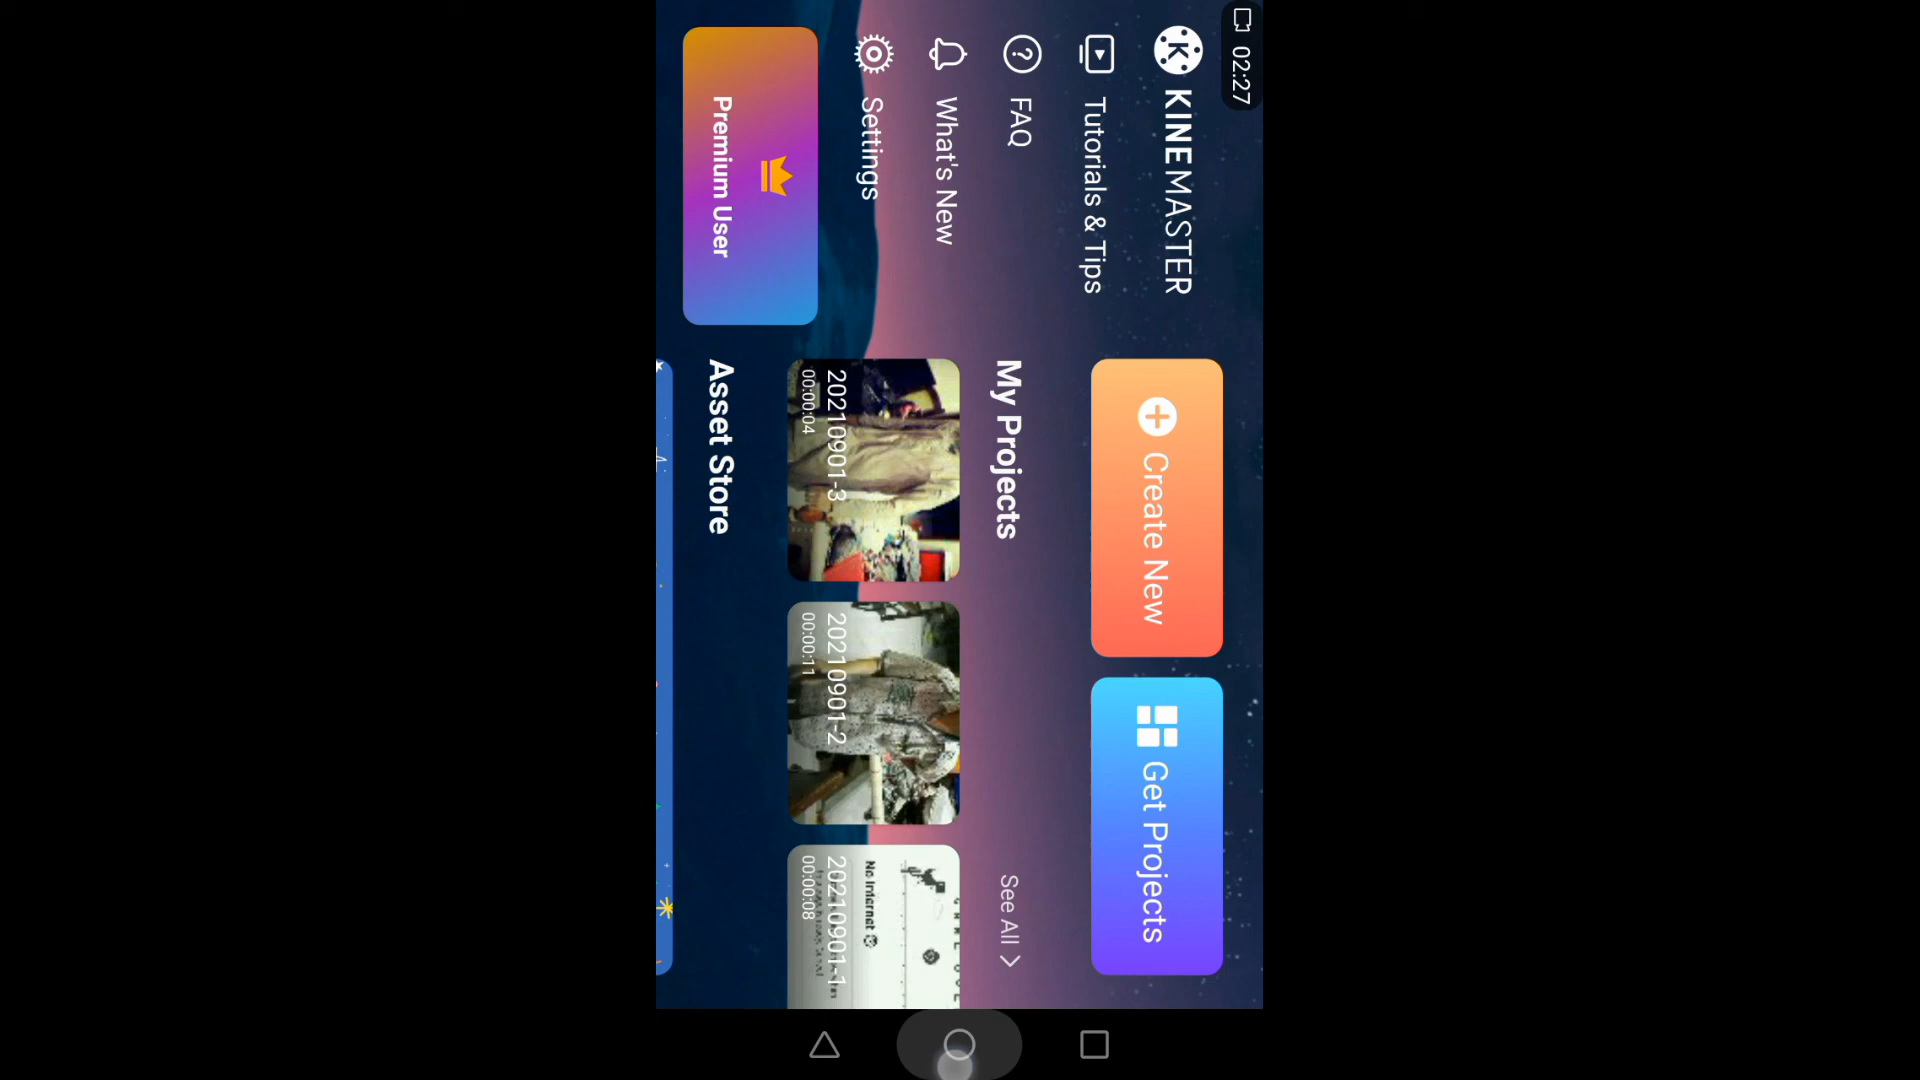 02:27
KINEMASTER
Tutorials & Tips
FAQ
What's New
Settings
Premium User
Create New
Get Projects
My Projects
See All
20210901-3
00:00:04
20210901-2
00:00:11
No internet
20210901-1
00:00:08
Asset Store